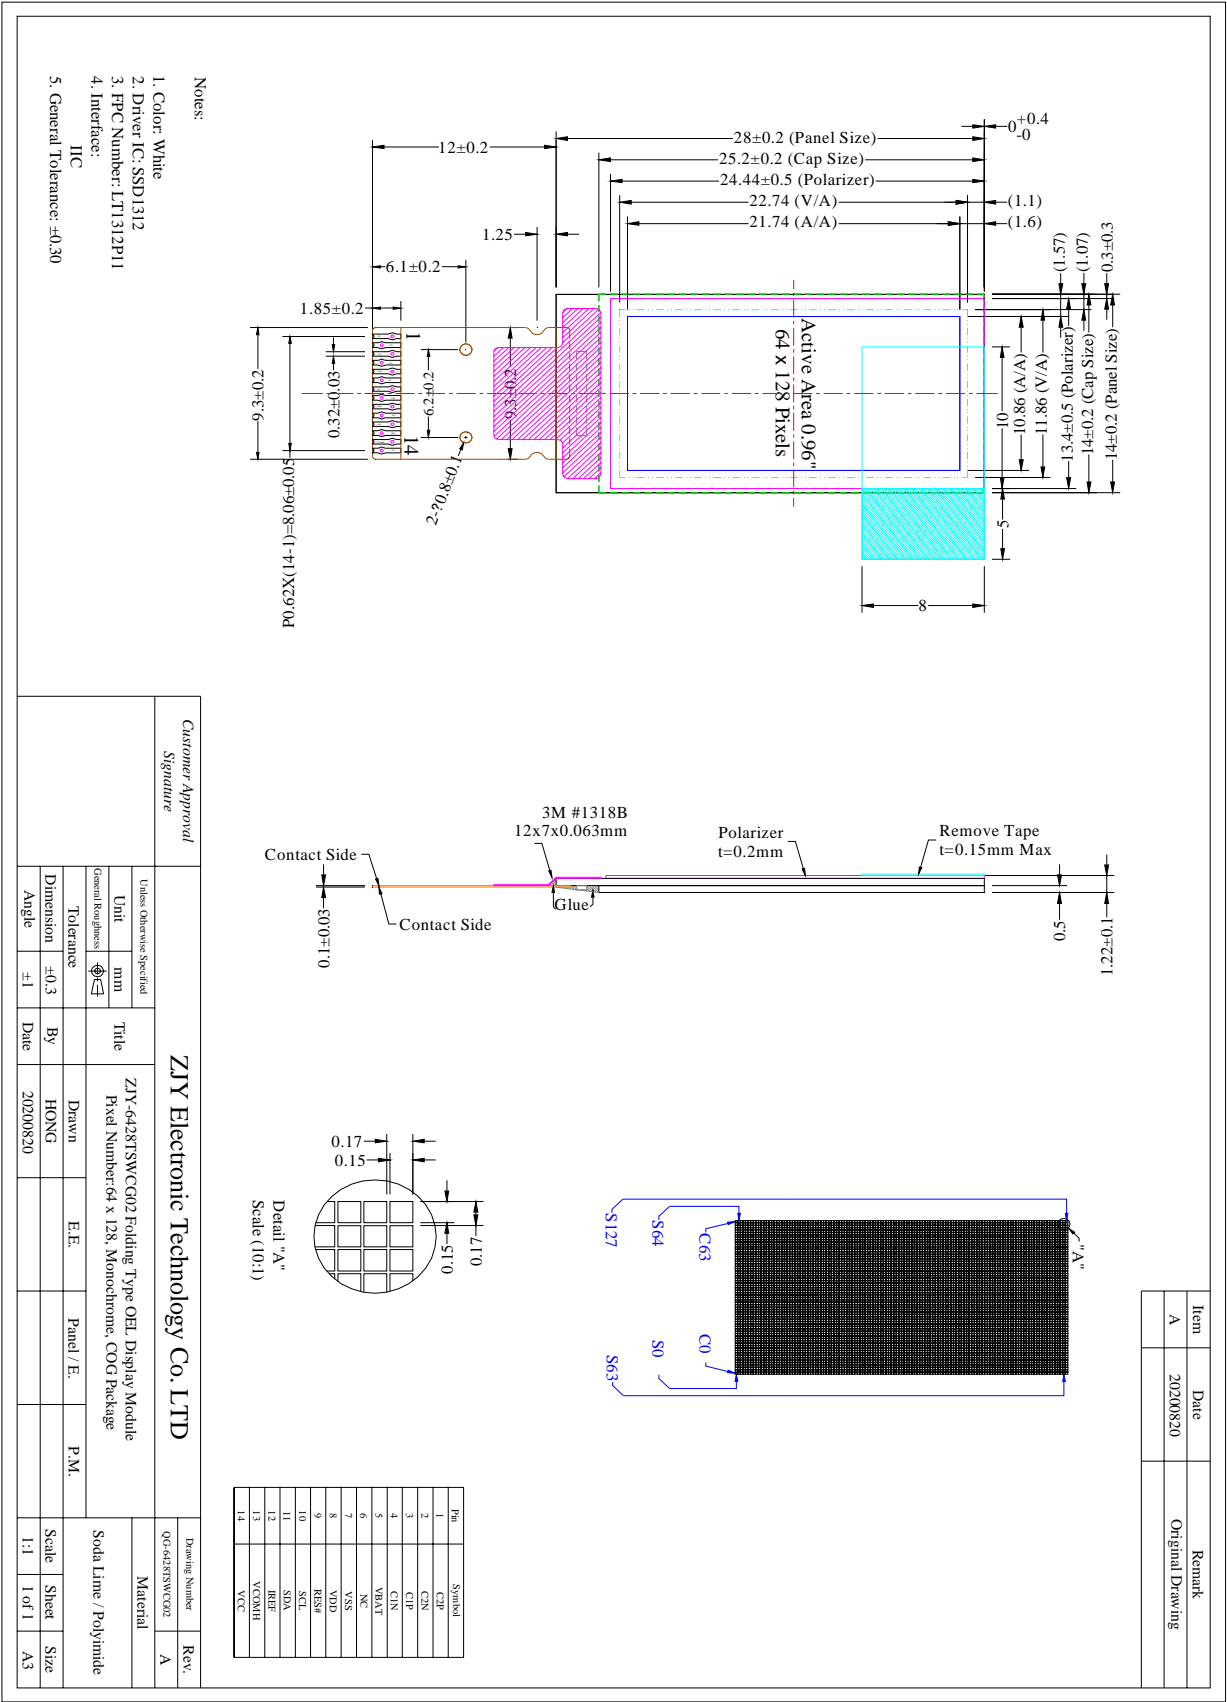 Notes:
1. Color: White
2. Driver IC: SSD1312
3. FPC Number: LT1312P11
4. Interface:
IIC
5. General Tolerance: ±0.30
0+0.4
-0
28±0.2 (Panel Size)
25.2±0.2 (Cap Size)
24.44±0.5 (Polarizer)
22.74 (V/A)
21.74 (A/A)
(1.1)
(1.6)
12±0.2
1.25
6.1±0.2
1.85±0.2
(1.57)
(1.07)
0.3±0.3
14±0.2 (Panel Size)
14±0.2 (Cap Size)
13.4±0.5 (Polarizer)
11.86 (V/A)
10.86 (A/A)
10
5
8
Active Area 0.96"
64 x 128 Pixels
1
14
9.3±0.2
6.2±0.2
0.32±0.03
9.3±0.2
2-?0.8±0.1
P0.62X(14-1)=8.06±0.05
3M #1318B
12x7x0.063mm
Polarizer
t=0.2mm
Remove Tape
t=0.15mm Max
Contact Side
Contact Side
Glue
0.1±0.03
0.5
1.22±0.1
"A"
S127
S64
C63
C0
S0
S63
0.17
0.15
0.17
0.15
Detail "A"
Scale (10:1)
Item Date Remark
A 20200820 Original Drawing
Pin Symbol
1 C2P
2 C2N
3 C1P
4 C1N
5 VBAT
6 NC
7 VSS
8 VDD
9 RES#
10 SCL
11 SDA
12 IREF
13 VCOMH
14 VCC
Customer Approval
Signature
ZJY Electronic Technology Co. LTD
Drawing Number Rev.
QG-6428TSWCG02 A
Unless Otherwise Specified
Unit mm
General Roughness
Tolerance
Dimension ±0.3
Angle ±1
Title
ZJY-6428TSWCG02 Folding Type OEL Display Module
Pixel Number:64 x 128, Monochrome, COG Package
Material
Soda Lime / Polyimide
Drawn E.E. Panel / E. P.M.
By HONG
Date 20200820
Scale Sheet Size
1:1 1 of 1 A3